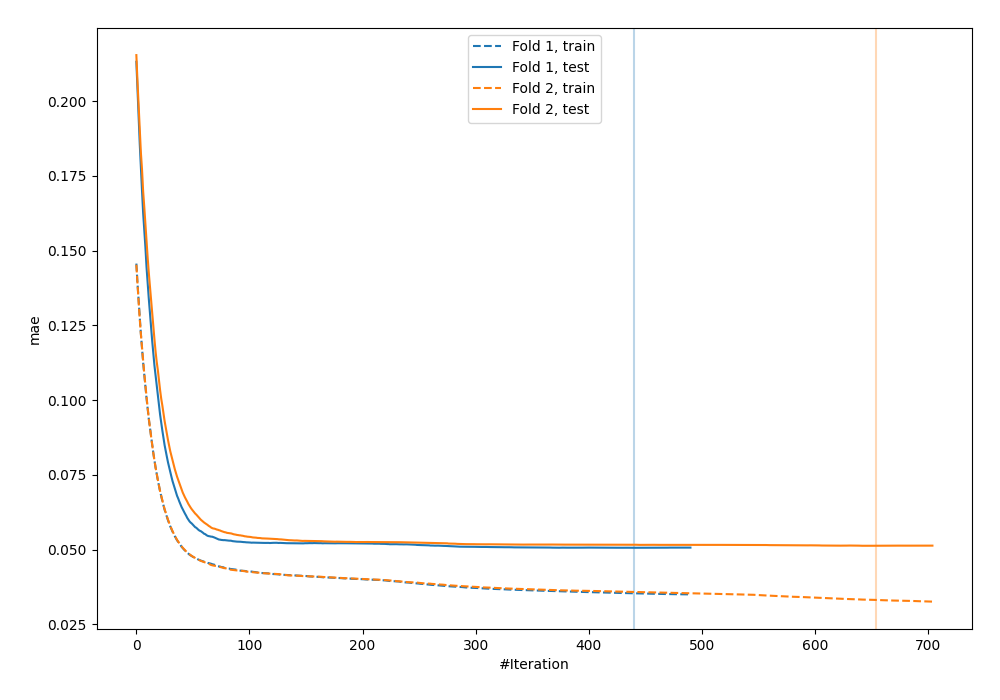 Fold 1, train
Fold 1, test
Fold 2, train
Fold 2, test
0.200
0.175
0.150
0.125
0.100
0.075
0.050
0.025
mae
0 100 200 300 400 500 600 700
#Iteration